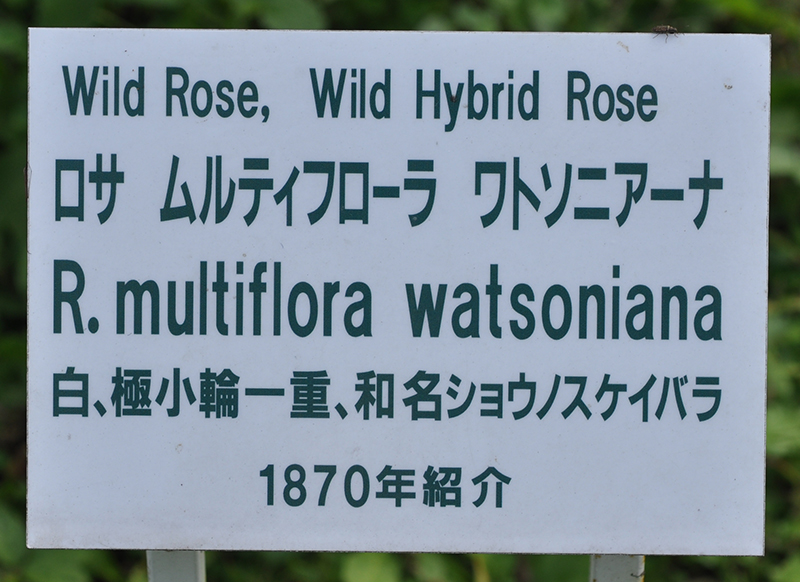 Wild Rose, Wild Hybrid Rose
ロサ ムルティフローラ ワトソニアーナ
R. multiflora watsoniana
白、極小輪一重、和名ショウノスケイバラ
1870年紹介